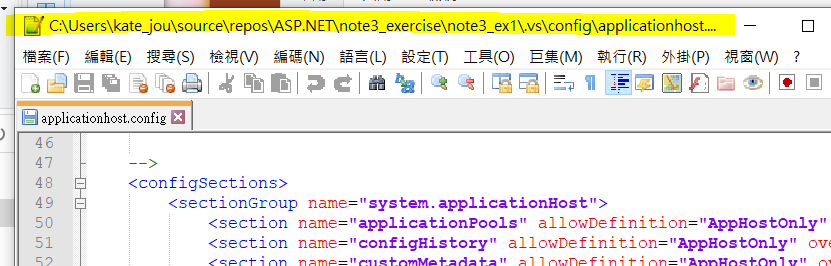 C:\Users\kate_jou\source\repos\ASP.NET\note3_exercise\note3_ex1\.vs\config\applicationhost....
檔案(F) 編輯(E) 搜尋(S) 檢視(V) 編碼(N) 語言(L) 設定(T) 工具(O) 巨集(M) 執行(R) 外掛(P) 視窗(W) ?
applicationhost.config
46
47 -->
48 <configSections>
49 <sectionGroup name="system.applicationHost">
50 <section name="applicationPools" allowDefinition="AppHostOnly"
51 <section name="configHistory" allowDefinition="AppHostOnly" ove
52 <section name="customMetadata" allowDefinition="AppHostOnly" ov